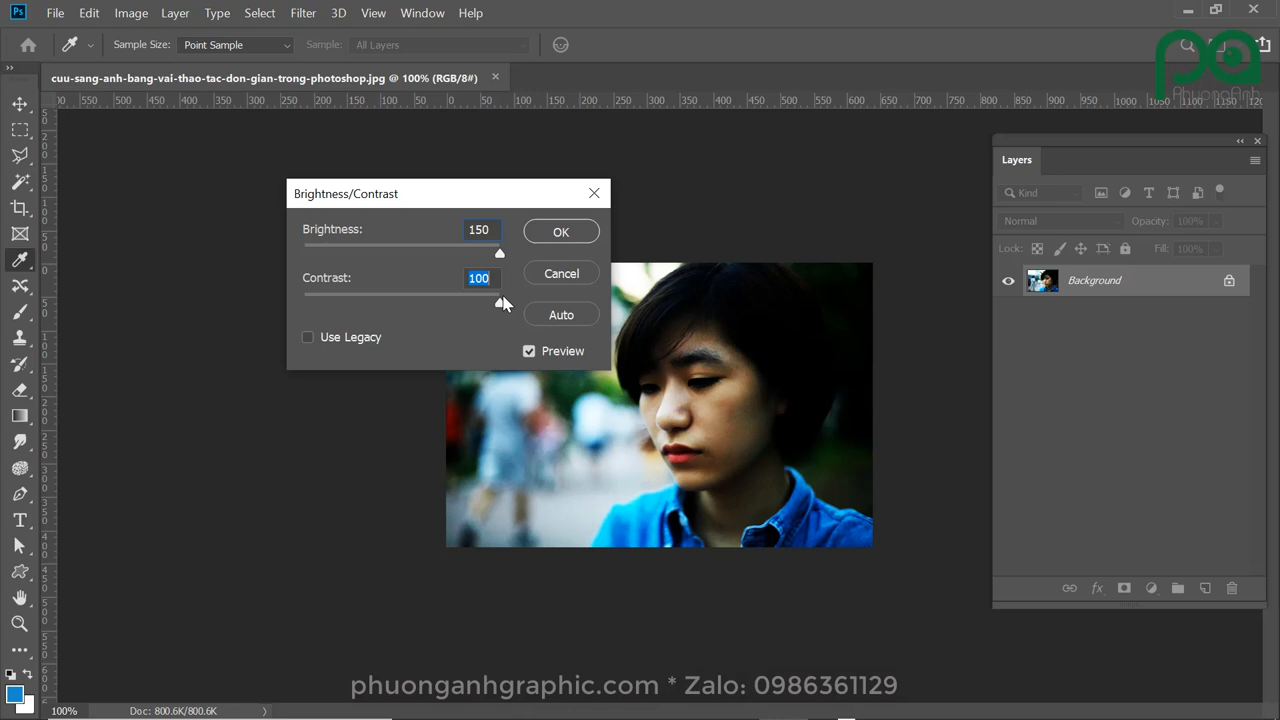 Ps File Edit Image Layer Type Select Filter 3D View Window Help
Sample Size: Point Sample Sample: All Layers
cuu-sang-anh-bang-vai-thao-tac-don-gian-trong-photoshop.jpg @ 100% (RGB/8#)
pa
PhuongAnh
00 550 500 450 400 350 300 250 200 150 100 50 0 50 100 150 200 250 300 350 400 450 500 550 600 650 700 750 800 850 900 950 1000 1050 1100 1150
Layers
Brightness/Contrast
Kind
Brightness: 150 OK
Normal Opacity: 100%
Lock: Fill: 100%
Contrast: 100 Cancel
Background
Auto
Use Legacy
Preview
fx
T
phuonganhgraphic.com * Zalo: 0986361129
100% Doc: 800.6K/800.6K